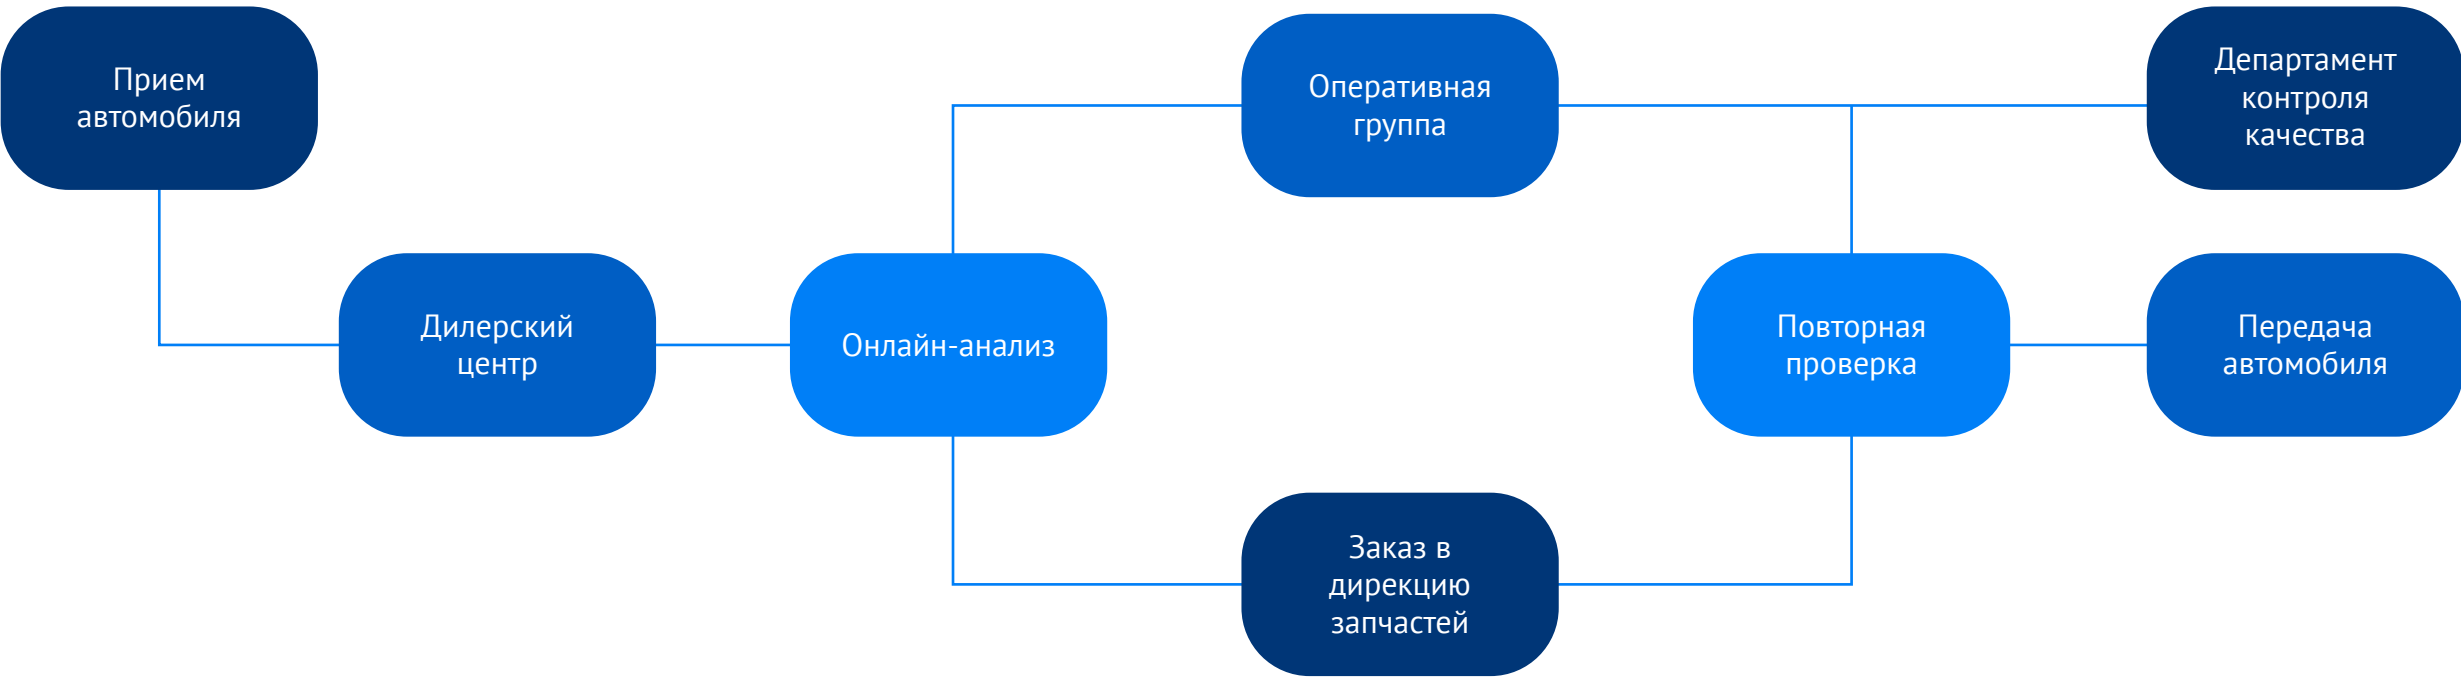 Прием
автомобиля
Дилерский
центр
Онлайн-анализ
Оперативная
группа
Заказ в
дирекцию
запчастей
Повторная
проверка
Департамент
контроля
качества
Передача
автомобиля